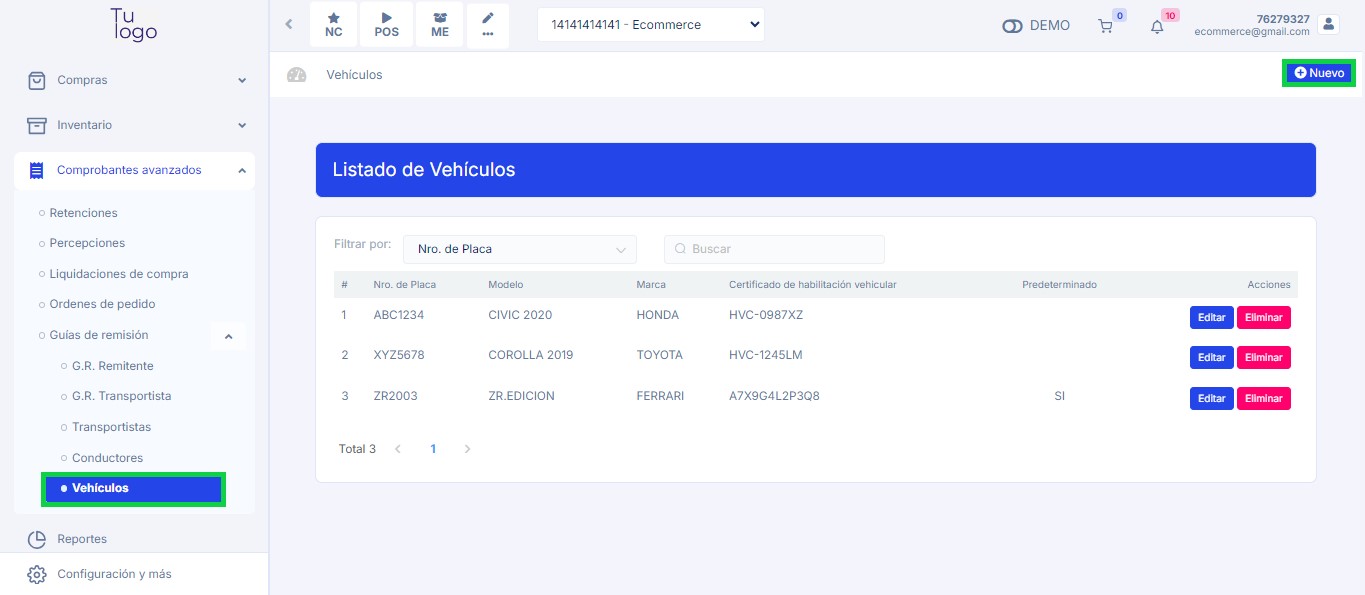 Tu
logo
NC
POS
ME
...
14141414141 - Ecommerce
DEMO
0
10
76279327
ecommerce@gmail.com
Compras
Inventario
Comprobantes avanzados
Retenciones
Percepciones
Liquidaciones de compra
Ordenes de pedido
Guías de remisión
G.R. Remitente
G.R. Transportista
Transportistas
Conductores
Vehículos
Reportes
Configuración y más
Vehículos
Nuevo
Listado de Vehículos
Filtrar por: Nro. de Placa Buscar
# Nro. de Placa Modelo Marca Certificado de habilitación vehicular Predeterminado Acciones
1 ABC1234 CIVIC 2020 HONDA HVC-0987XZ Editar Eliminar
2 XYZ5678 COROLLA 2019 TOYOTA HVC-1245LM Editar Eliminar
3 ZR2003 ZR.EDICION FERRARI A7X9G4L2P3Q8 SI Editar Eliminar
Total 3 < 1 >